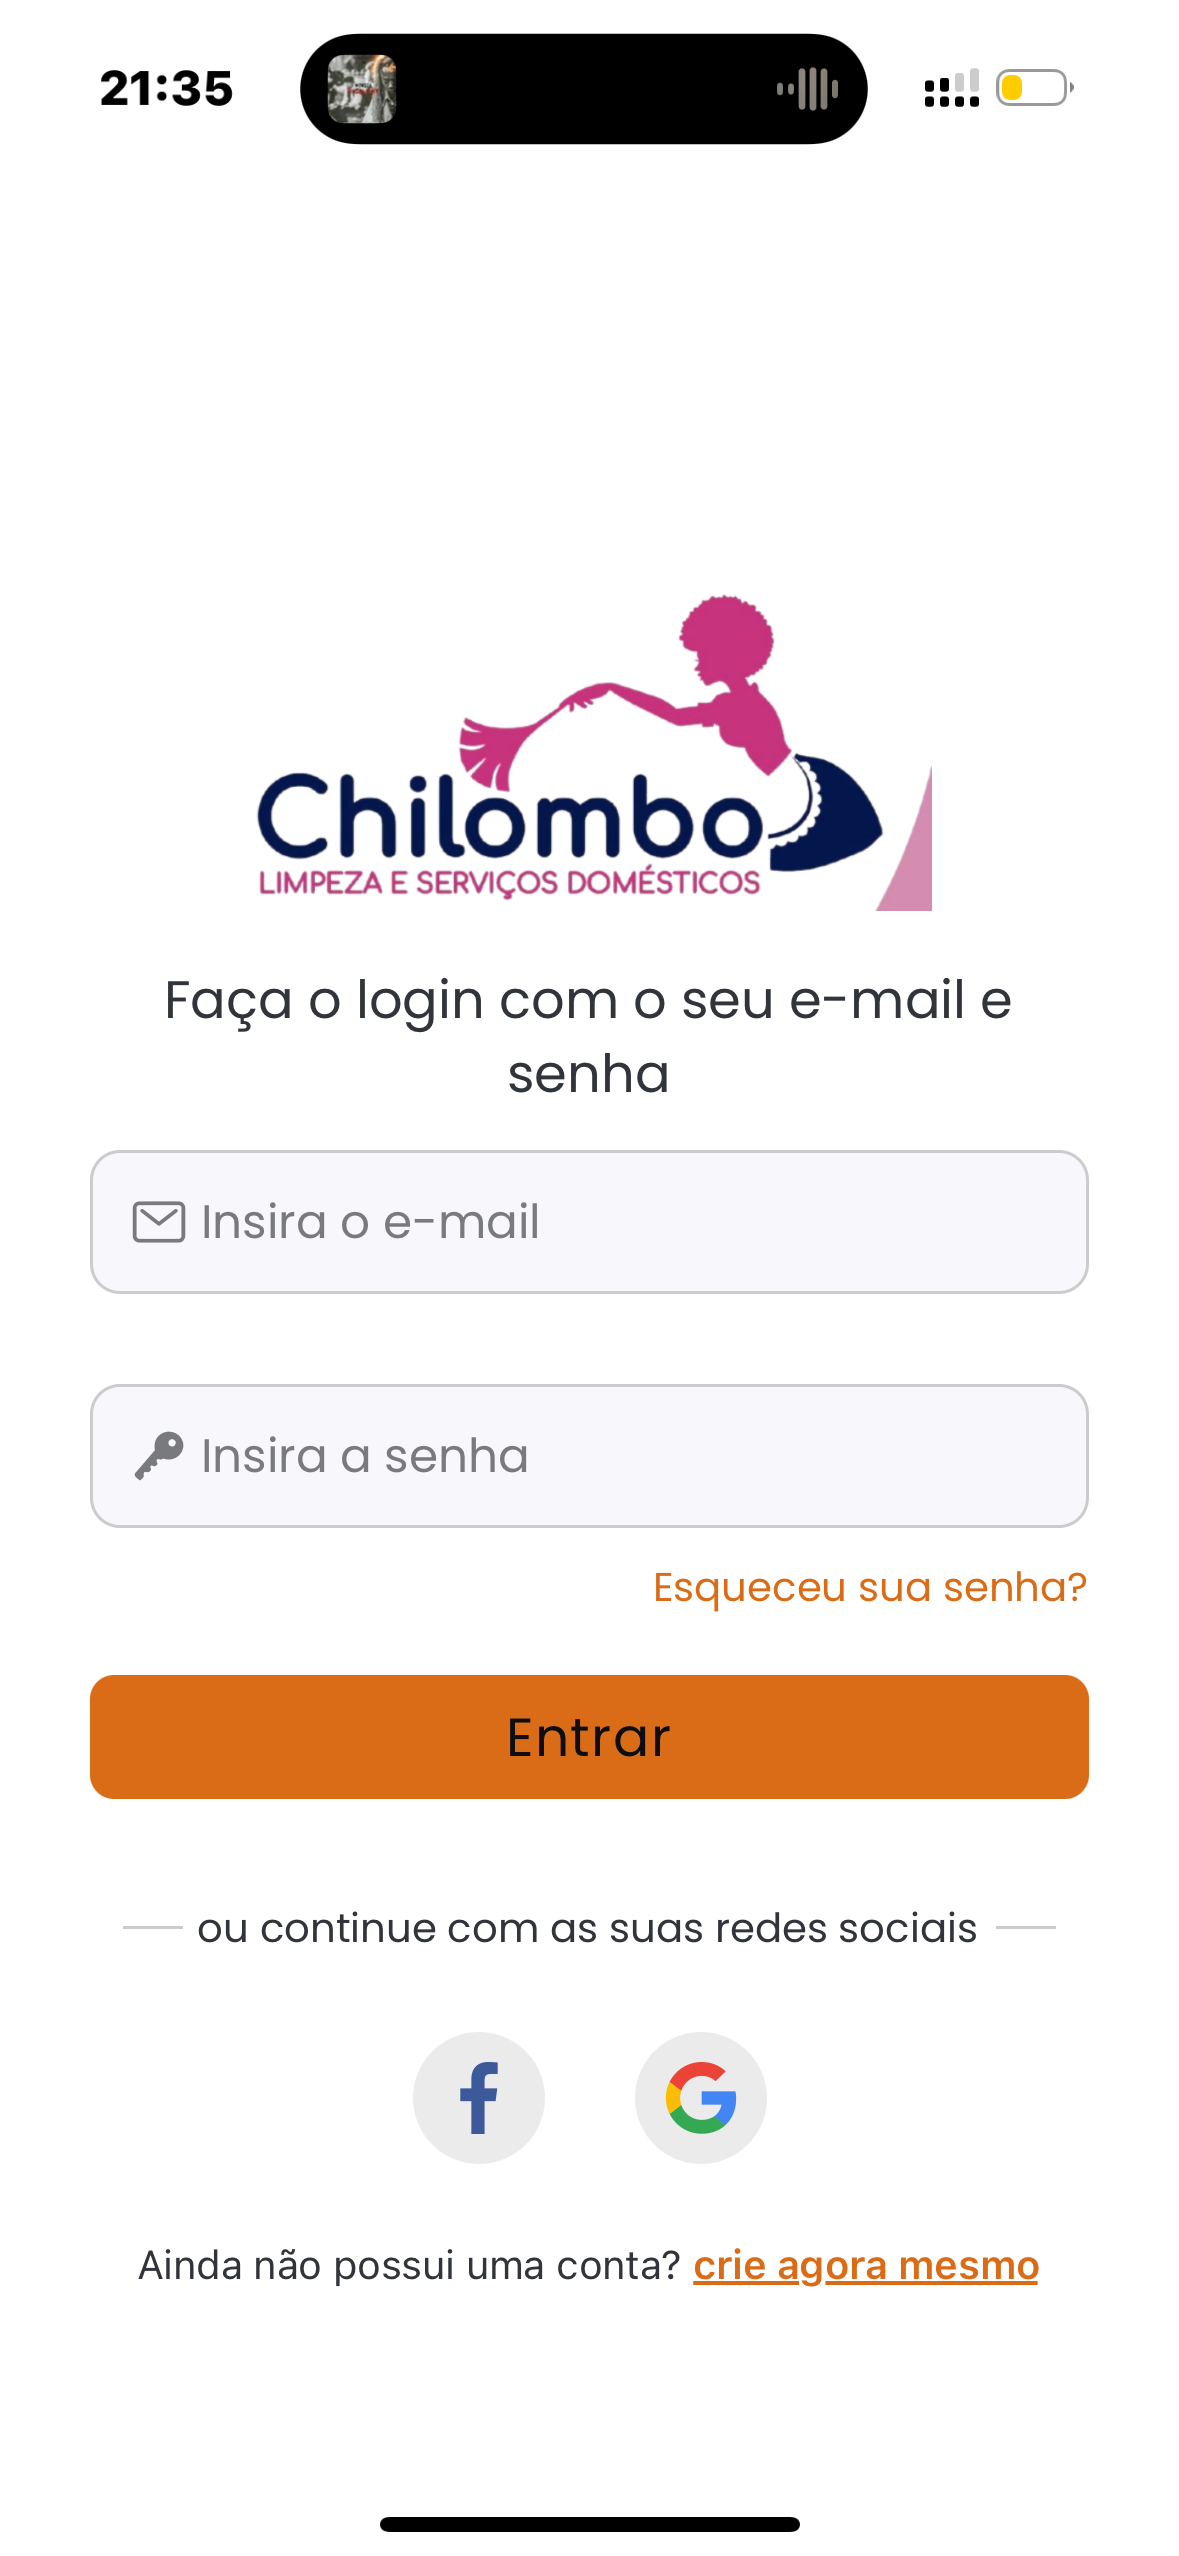 21:35
Chilombo
LIMPEZA E SERVIÇOS DOMÉSTICOS
Faça o login com o seu e-mail e
senha
Insira o e-mail
Insira a senha
Esqueceu sua senha?
Entrar
ou continue com as suas redes sociais
Ainda não possui uma conta? crie agora mesmo